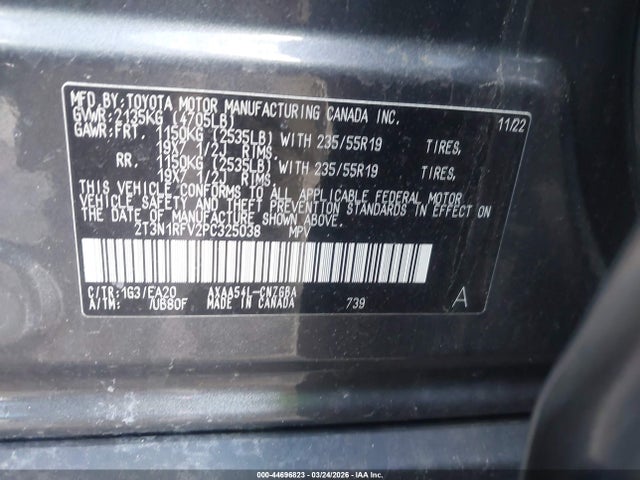 MFD. BY: TOYOTA MOTOR MANUFACTURING CANADA INC. 11/22
GVWR: 2135KG (4705LB)
GAWR: FRT. 1150KG (2535LB) WITH 235/55R19 TIRES,
19X7 1/2J RIMS,
RR. 1150KG (2535LB) WITH 235/55R19 TIRES,
19X7 1/2J RIMS.
THIS VEHICLE CONFORMS TO ALL APPLICABLE FEDERAL MOTOR
VEHICLE SAFETY AND THEFT PREVENTION STANDARDS IN EFFECT ON
THE DATE OF MANUFACTURE SHOWN ABOVE.
2T3N1RFV2PC325038 MPV
C/TR: 1G3/EA20 AXAA54L-CNZGBA
A/TM: /UB80F MADE IN CANADA 739 A
000-44696823 | 03/24/2026 | IAA Inc.